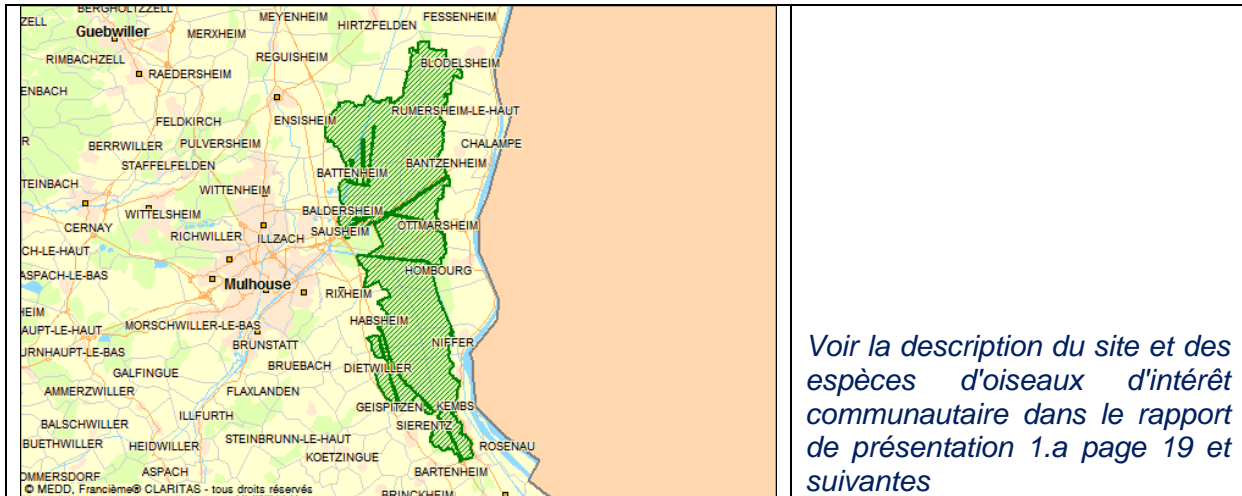 BERGHOLTZZELL
MEYENHEIM
FESSENHEIM
ZELL
Guebwiller
MERXHEIM
HIRTZFELDEN
RIMBACHZELL
REGUISHEIM
BLODELSHEIM
RAEDERSHEIM
ENBACH
RUMERSHEIM-LE-HAUT
FELDKIRCH
ENSISHEIM
R
BERRWILLER
PULVERSHEIM
CHALAMPE
STAFFELFELDEN
BANTZENHEIM
BATTENHEIM
TEINBACH
WITTENHEIM
WITTELSHEIM
BALDERSHEIM
CERNAY
RICHWILLER
ILLZACH
SAUSHEIM
OTTMARSHEIM
CH-LE-HAUT
ASPACH-LE-BAS
HOMBOURG
Mulhouse
RIXHEIM
HEIM
MORSCHWILLER-LE-BAS
HABSHEIM
AUPT-LE-HAUT
NIFFER
URNHAUPT-LE-BAS
BRUNSTATT
GALFINGUE
BRUEBACH
DIETWILLER
AMMERZWILLER
FLAXLANDEN
GEISPITZEN
KEMBS
ILLFURTH
SIERENTZ
BALSCHWILLER
STEINBRUNN-LE-HAUT
ROSENAU
BUETHWILLER
HEIDWILLER
KOETZINGUE
ASPACH
BARTENHEIM
OMMERSDORF
© MEDD, Francième® CLARITAS - tous droits réservés
BRINCKHEIM
Voir la description du site et des
espèces d'oiseaux d'intérêt
communautaire dans le rapport
de présentation 1.a page 19 et
suivantes